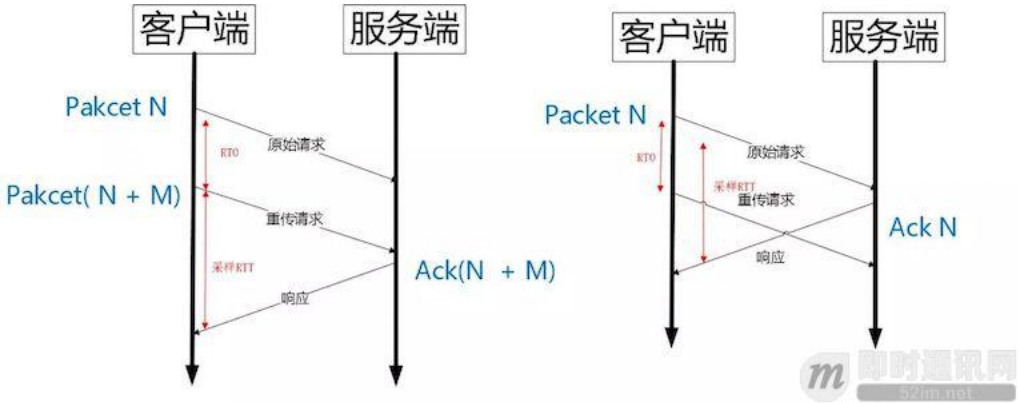 客户端
服务端
Pakcet N
RTO
原始请求
Pakcet( N + M)
重传请求
采样RTT
Ack(N + M)
响应
客户端
服务端
Packet N
RTO
原始请求
采样RTT
重传请求
Ack N
响应
m 即时通讯网
52im.net